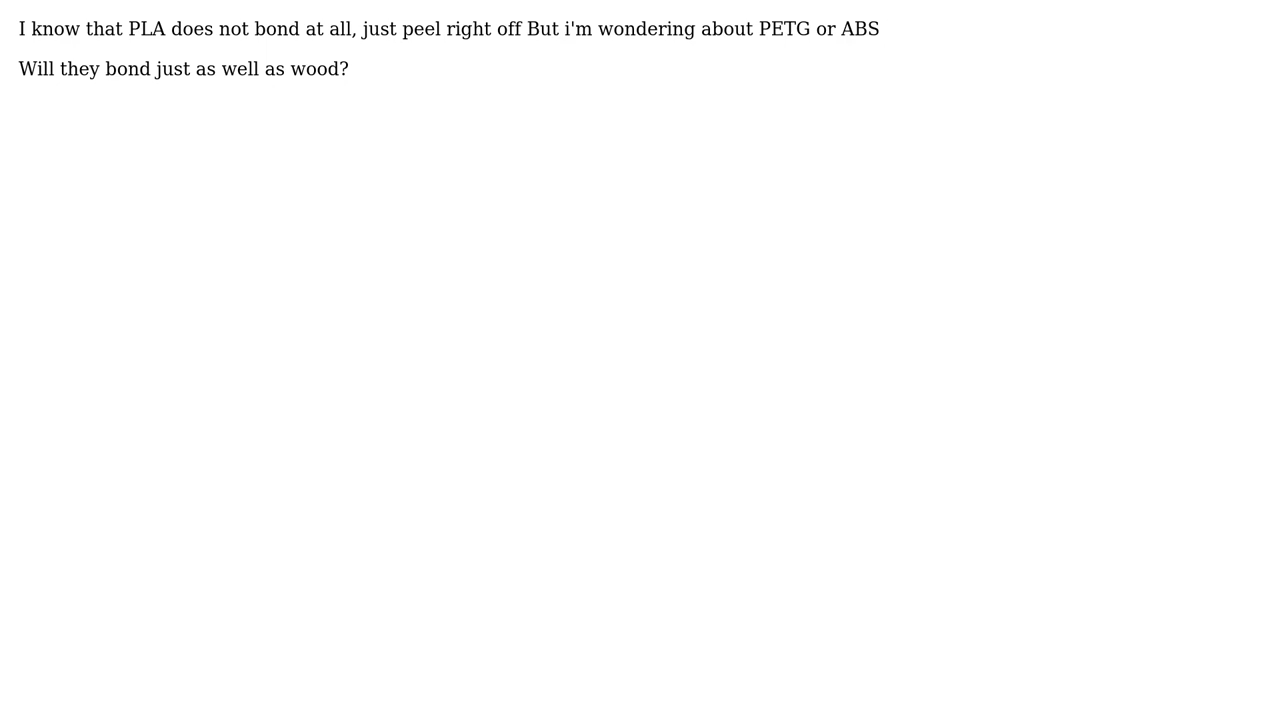 I know that PLA does not bond at all, just peel right off But i'm wondering about PETG or ABS
Will they bond just as well as wood?